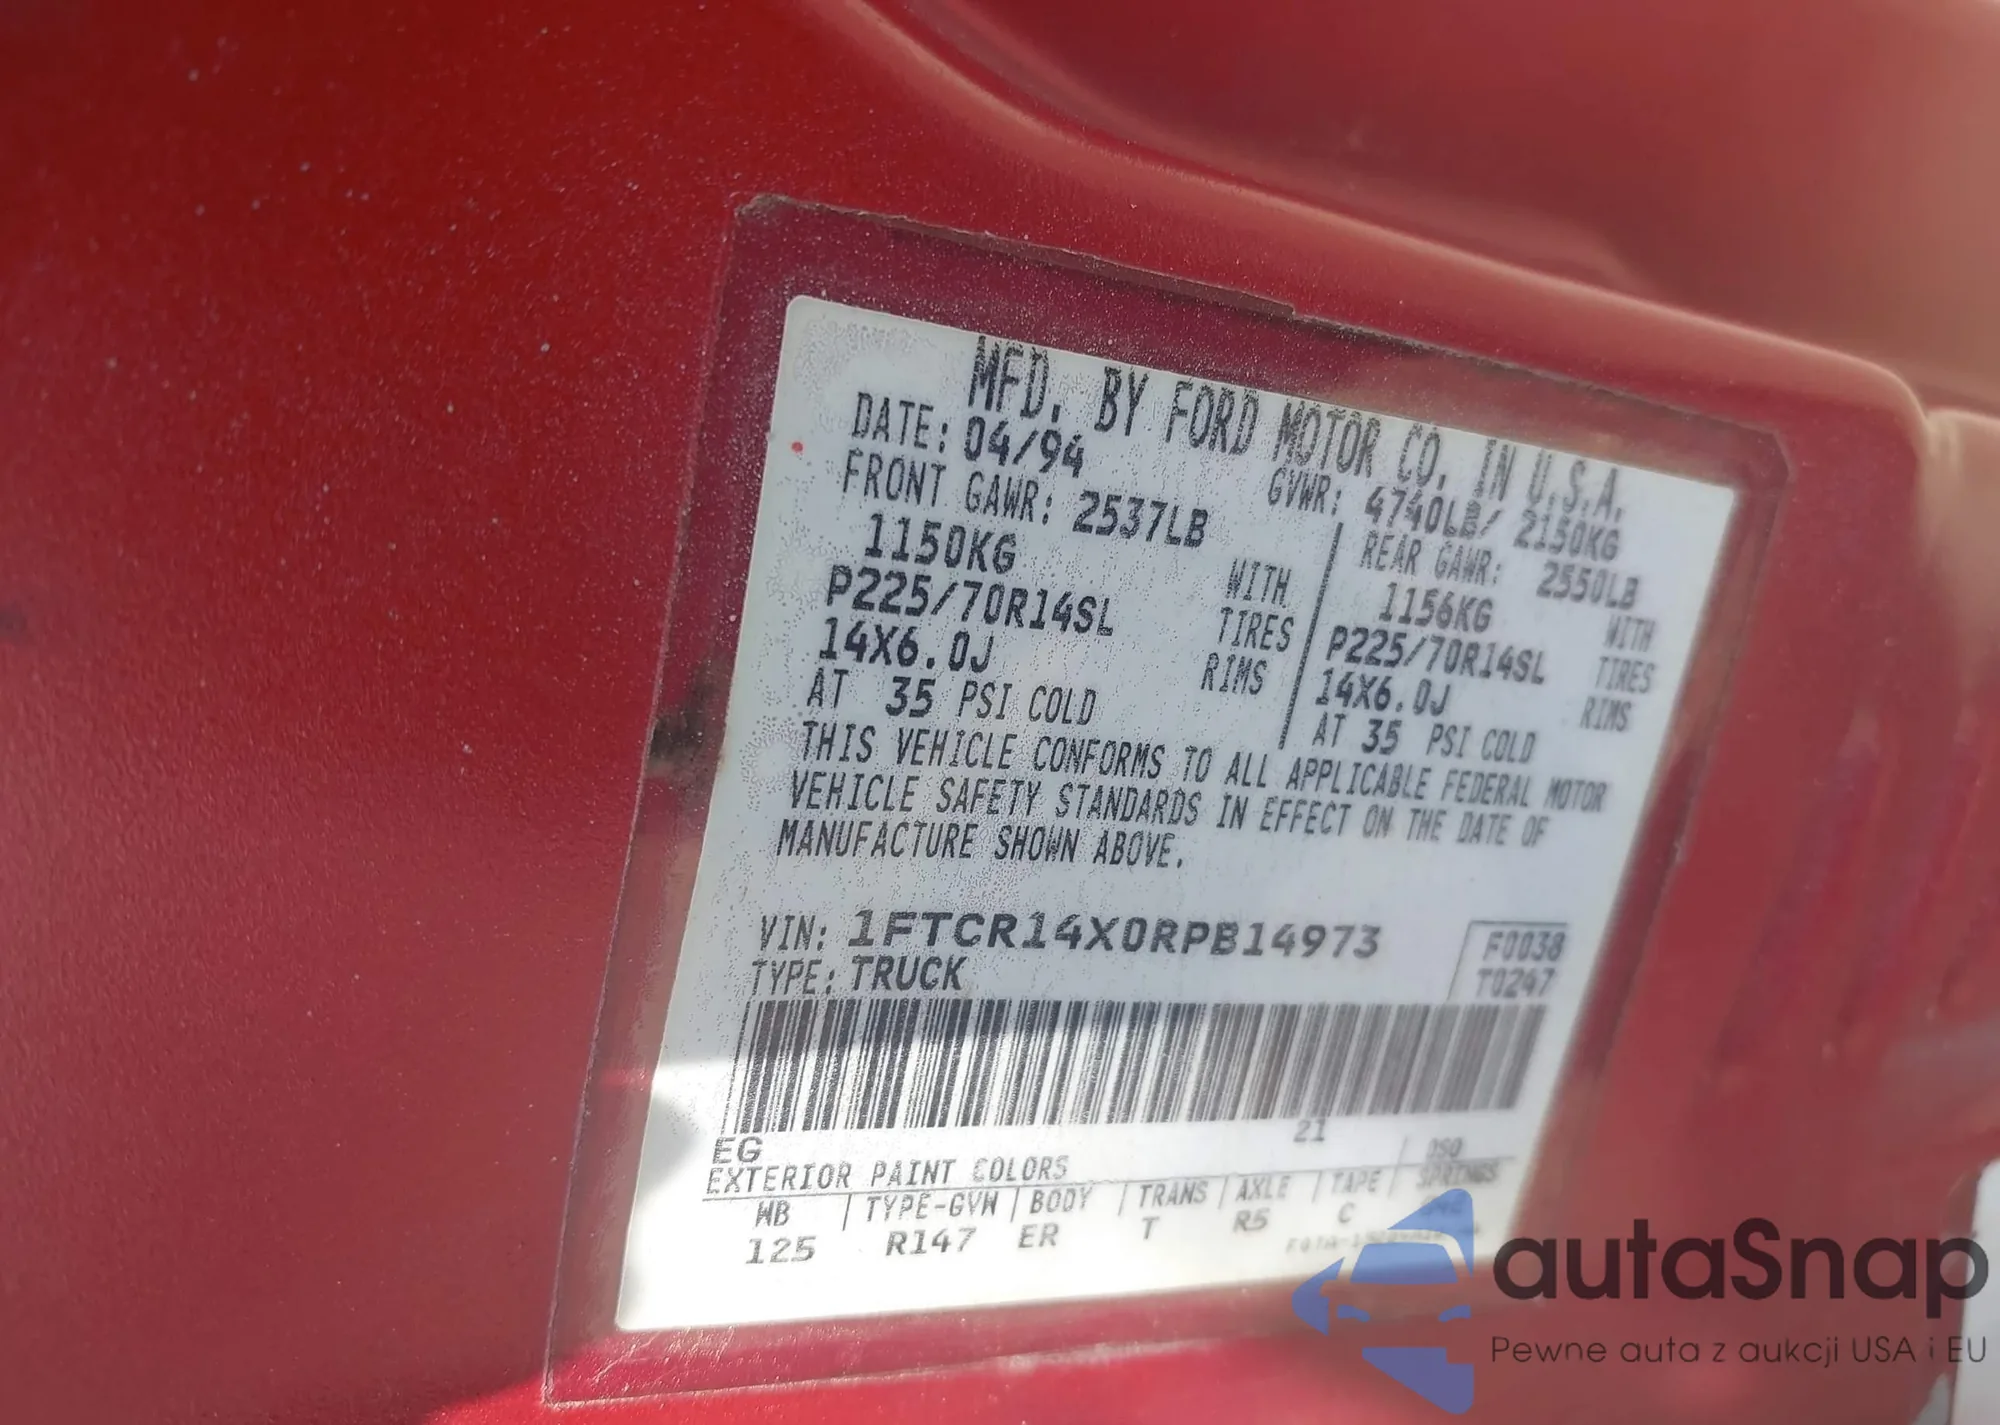 MFD. BY FORD MOTOR CO. IN U.S.A.
DATE: 04/94 GVWR: 4740LB/ 2150KG
FRONT GAWR: 2537LB REAR GAWR: 2550LB
1150KG WITH 1156KG WITH
P225/70R14SL TIRES P225/70R14SL TIRES
14X6.0J RIMS 14X6.0J RIMS
AT 35 PSI COLD AT 35 PSI COLD
THIS VEHICLE CONFORMS TO ALL APPLICABLE FEDERAL MOTOR
VEHICLE SAFETY STANDARDS IN EFFECT ON THE DATE OF
MANUFACTURE SHOWN ABOVE.
VIN: 1FTCR14X0RPB14973 F0038
TYPE: TRUCK T0247
21
EG DSO
EXTERIOR PAINT COLORS
WB TYPE-GVW BODY TRANS AXLE TAPE SPRINGS
125 R147 ER T R5 C
autaSnap
Pewne auta z aukcji USA i EU